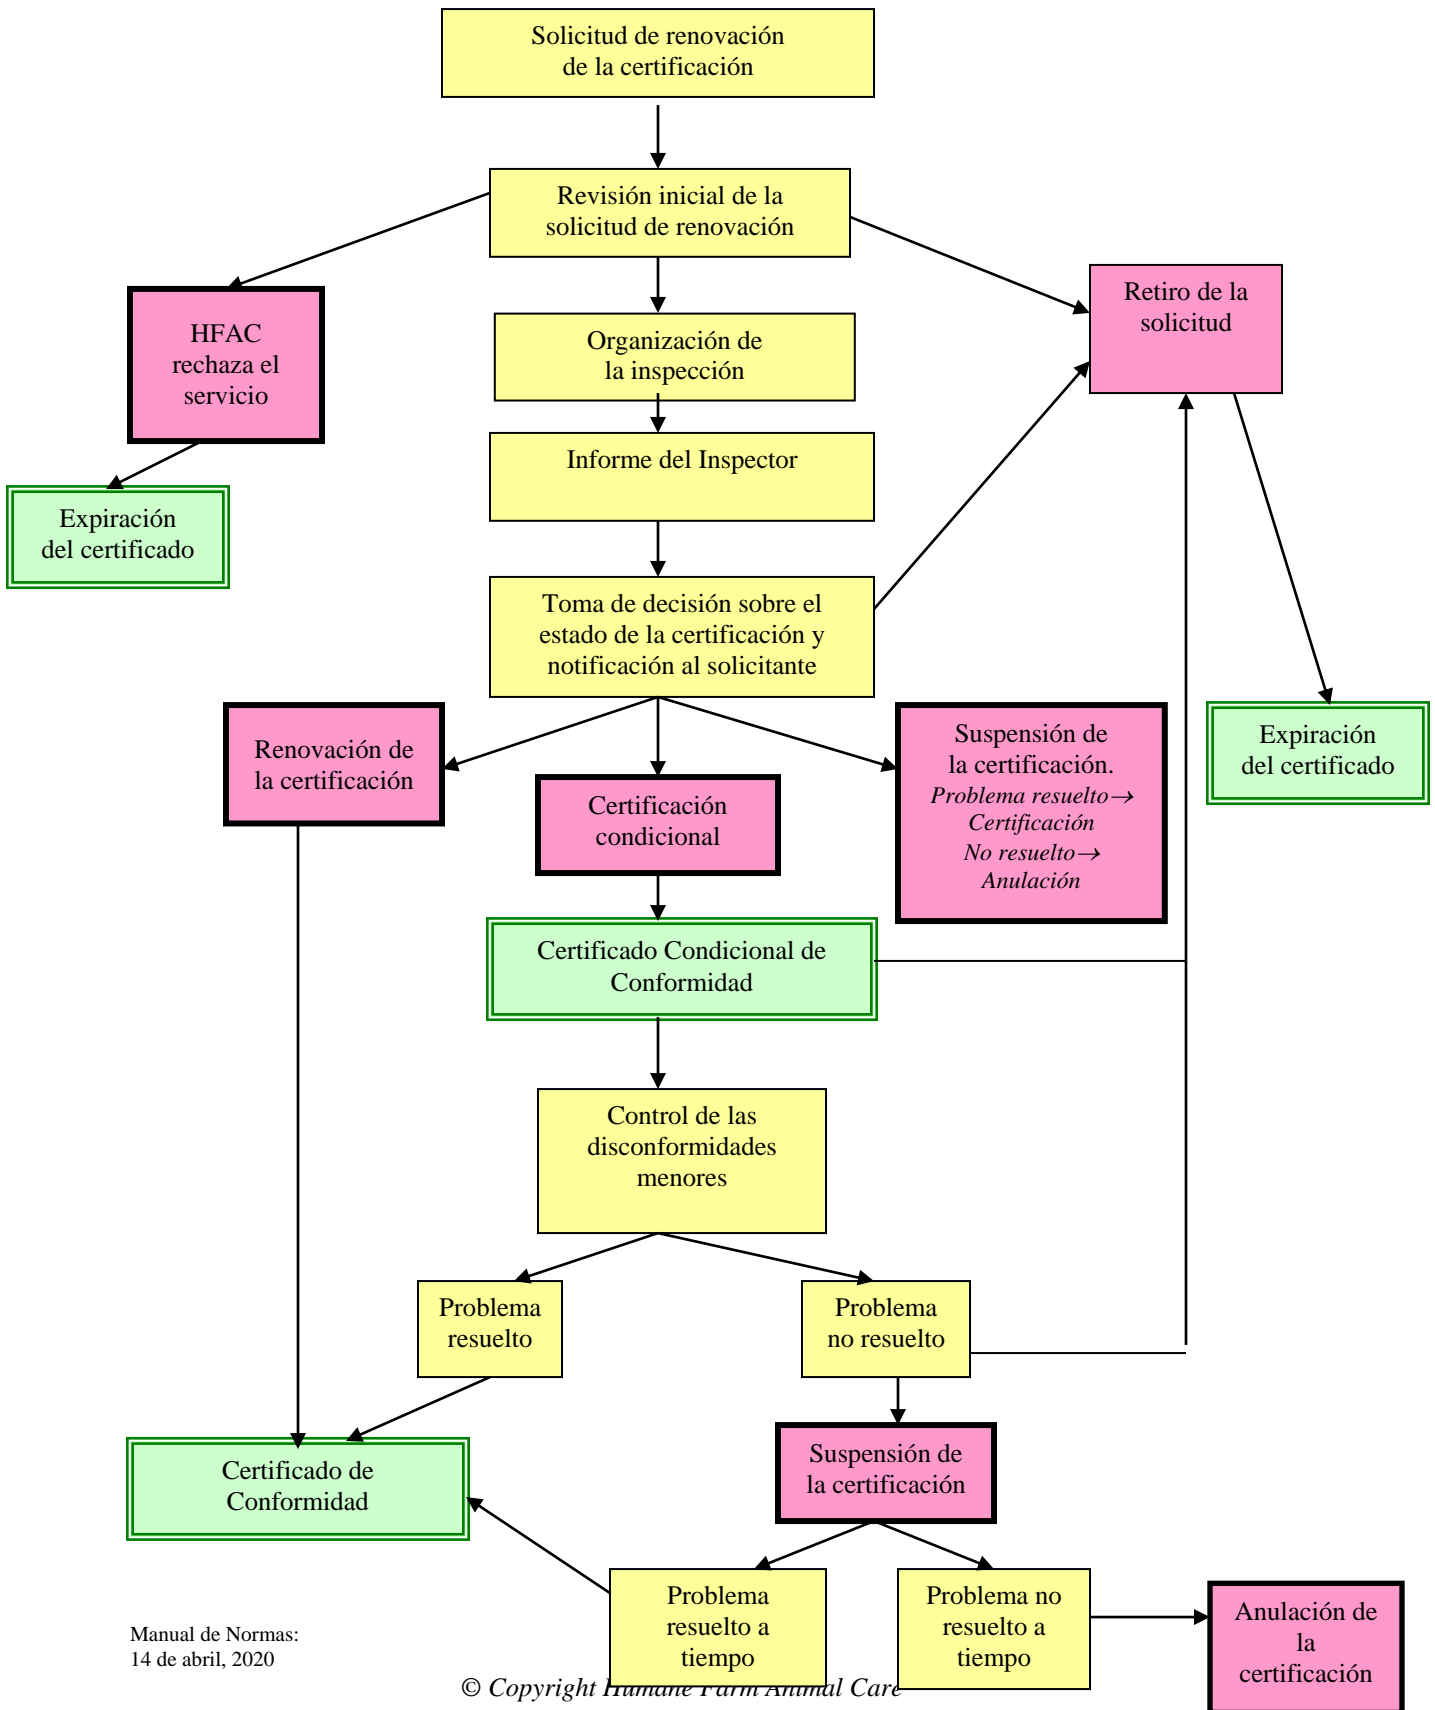 Solicitud de renovación
de la certificación
Revisión inicial de la
solicitud de renovación
Retiro de la
solicitud
HFAC
rechaza el
servicio
Organización de
la inspección
Informe del Inspector
Expiración
del certificado
Toma de decisión sobre el
estado de la certificación y
notificación al solicitante
Renovación de
la certificación
Certificación
condicional
Suspensión de
la certificación.
Problema resuelto→
Certificación
No resuelto→
Anulación
Expiración
del certificado
Certificado Condicional de
Conformidad
Control de las
disconformidades
menores
Problema
resuelto
Problema
no resuelto
Certificado de
Conformidad
Suspensión de
la certificación
Problema
resuelto a
tiempo
Problema no
resuelto a
tiempo
Anulación de
la
certificación
Manual de Normas:
14 de abril, 2020
© Copyright Humane Farm Animal Care